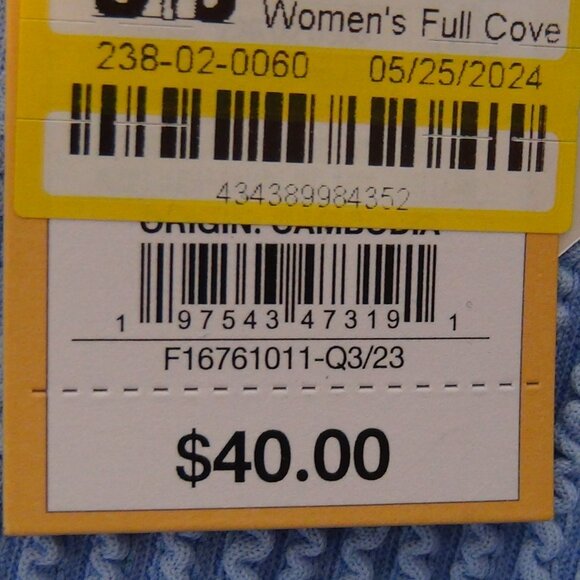 Women's Full Cove
238-02-0060 05/25/2024
434389984352
ORIGIN: CAMBODIA
1 97543 47319 1
F16761011-Q3/23
$40.00